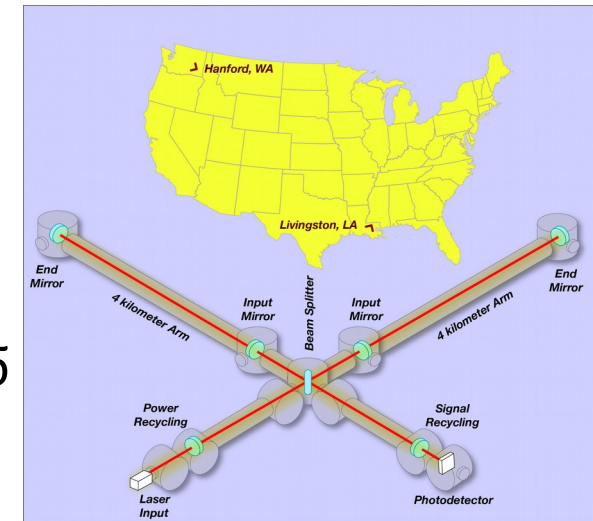 Hanford, WA
Livingston, LA
End
Mirror
4 kilometer Arm
Input
Mirror
Beam Splitter
Input
Mirror
4 kilometer Arm
End
Mirror
Power
Recycling
Signal
Recycling
Laser
Input
Photodetector